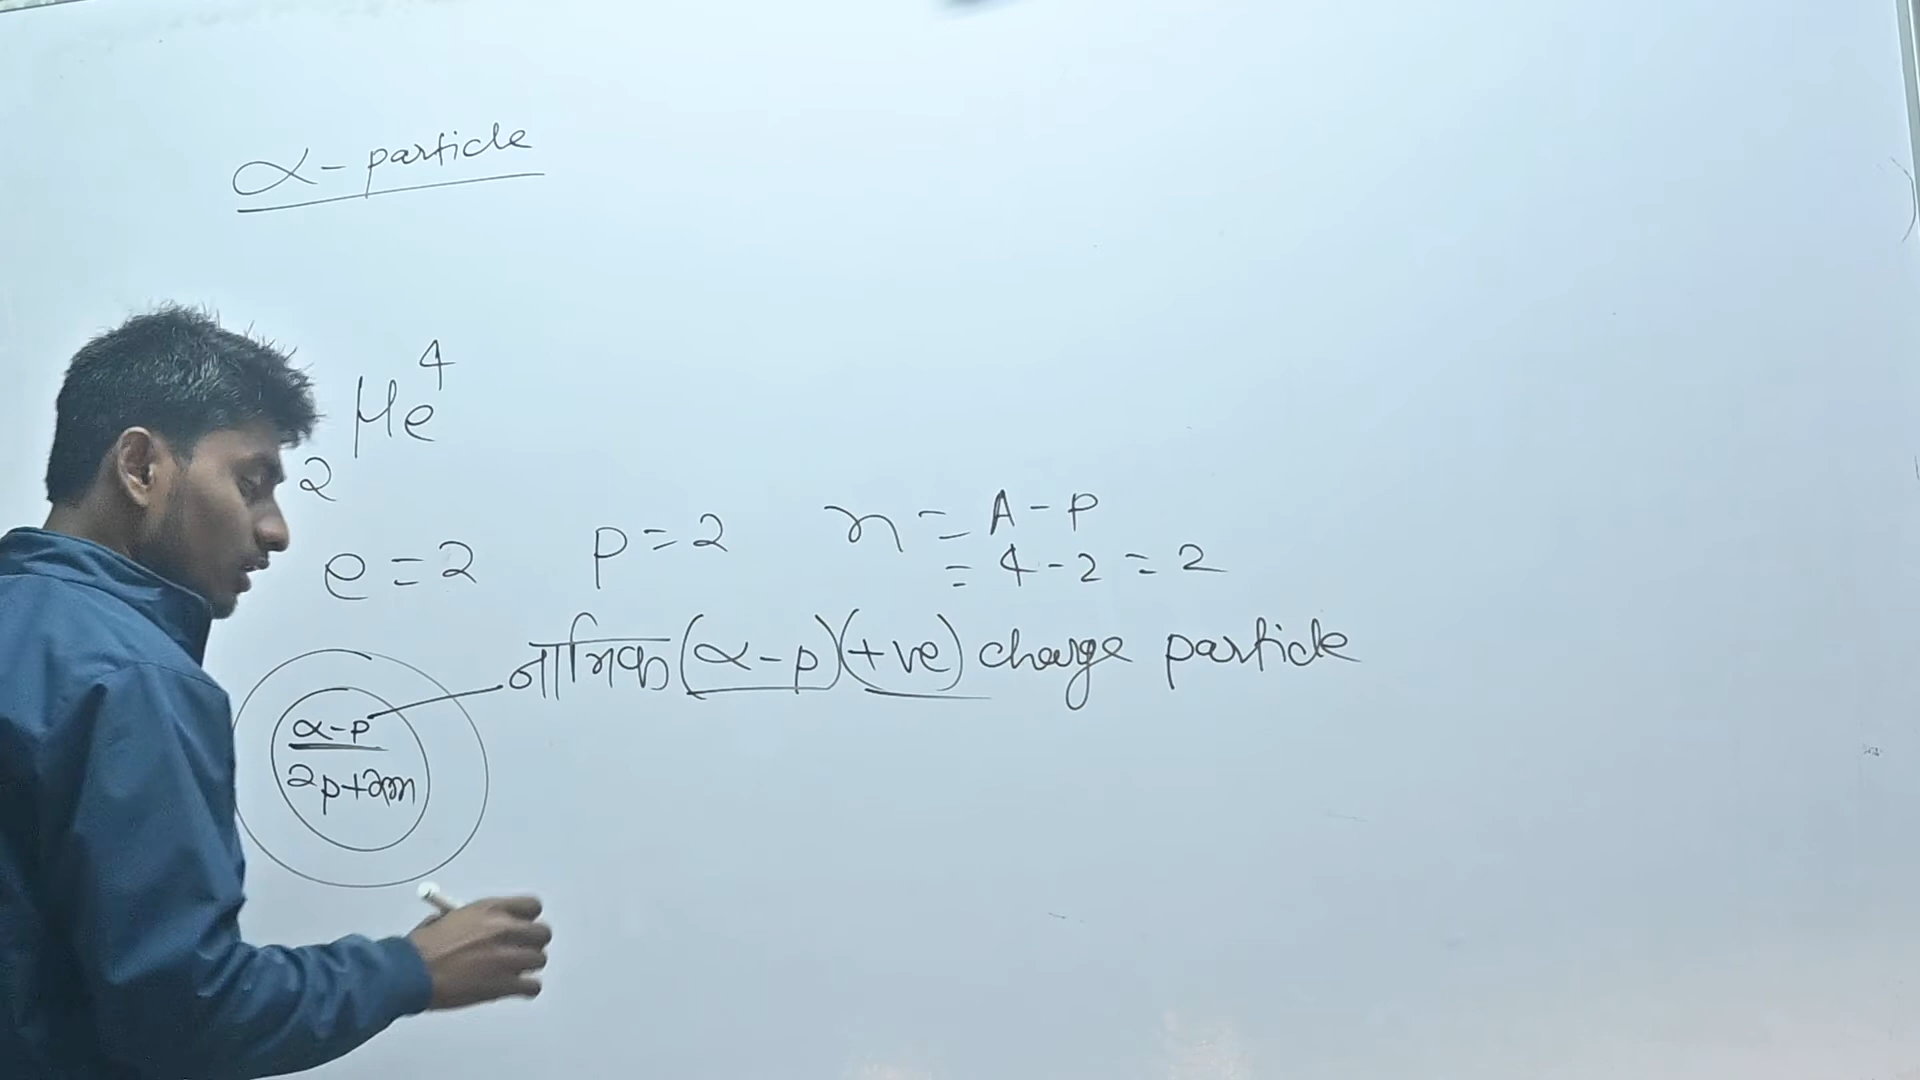 α - particle
₂He⁴
e = 2 p = 2 n = A - P
= 4 - 2 = 2
नाभिक (α - p) (+ve) charge particle
α - p
2p + 2n